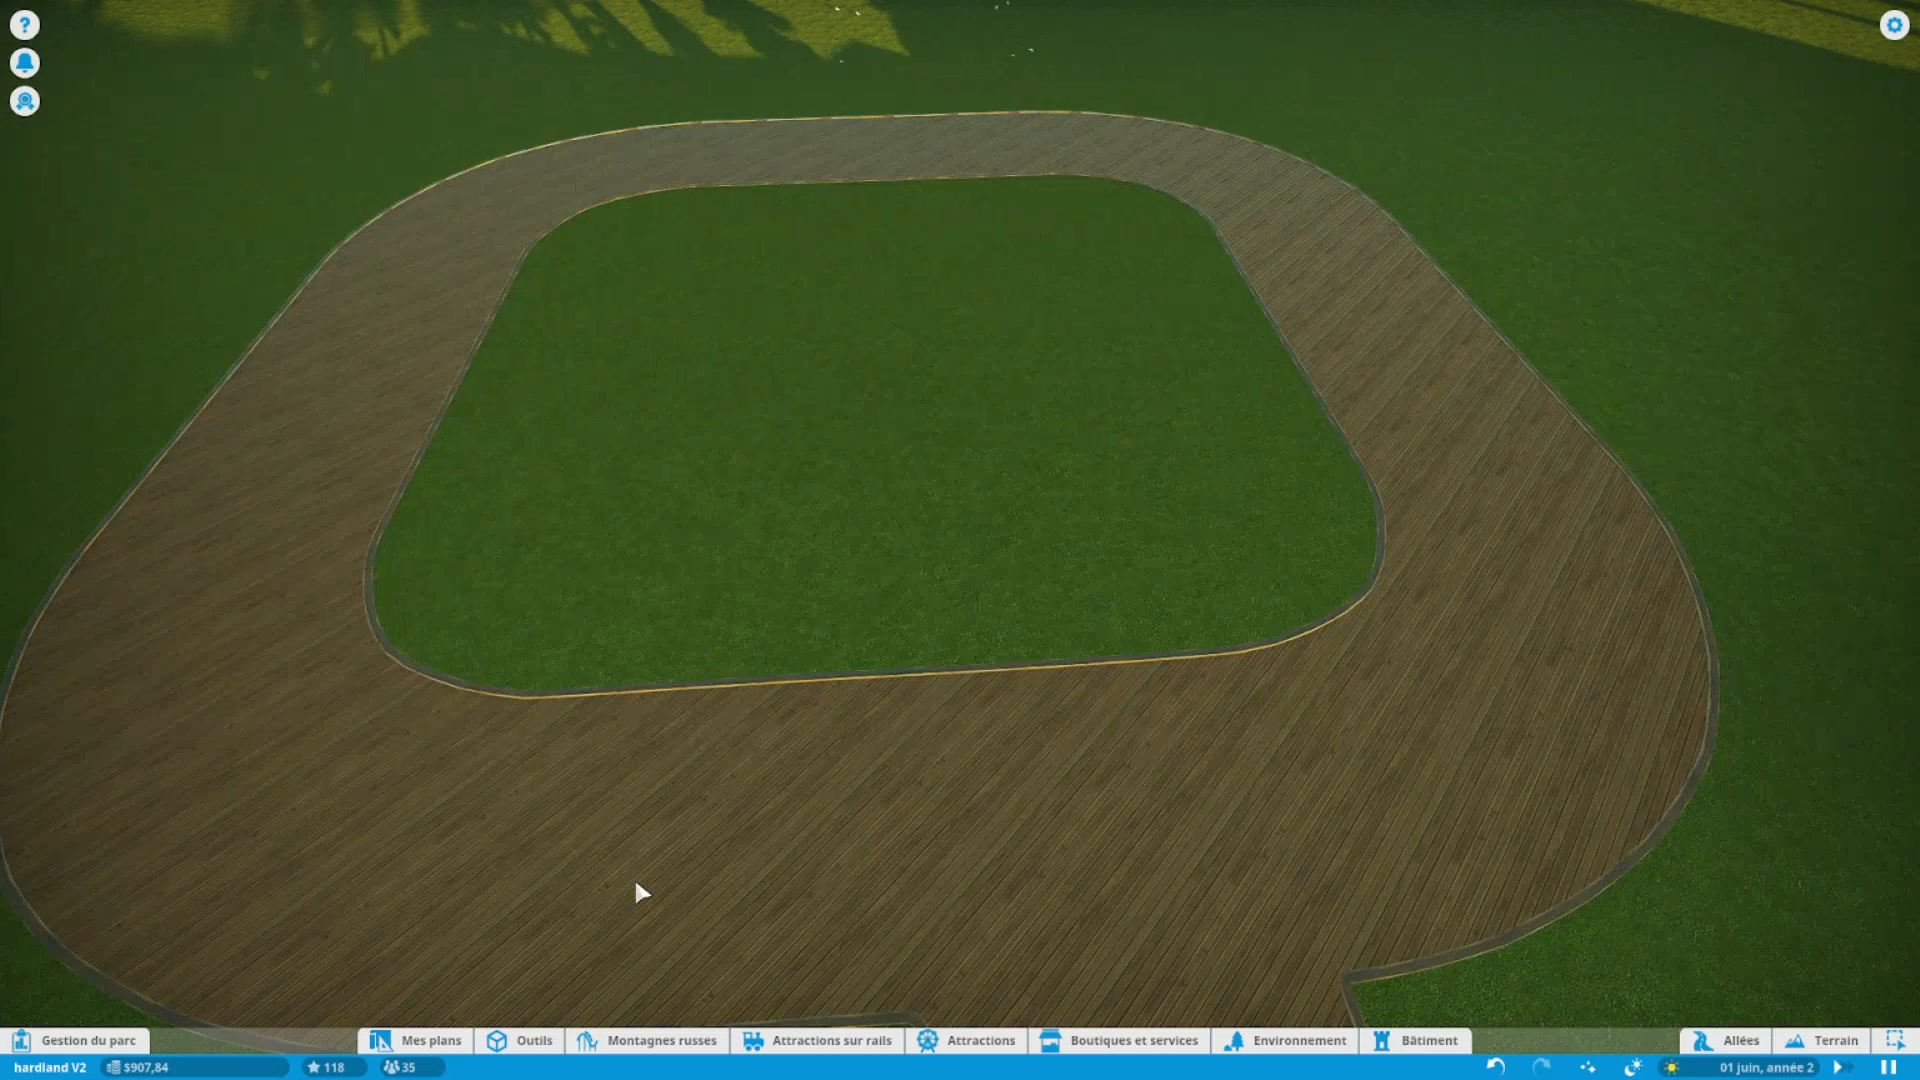 ?
Gestion du parc
Mes plans
Outils
Montagnes russes
Attractions sur rails
Attractions
Boutiques et services
Environnement
Bâtiment
Allées
Terrain
hardland V2
$907,84
118
35
01 juin, année 2